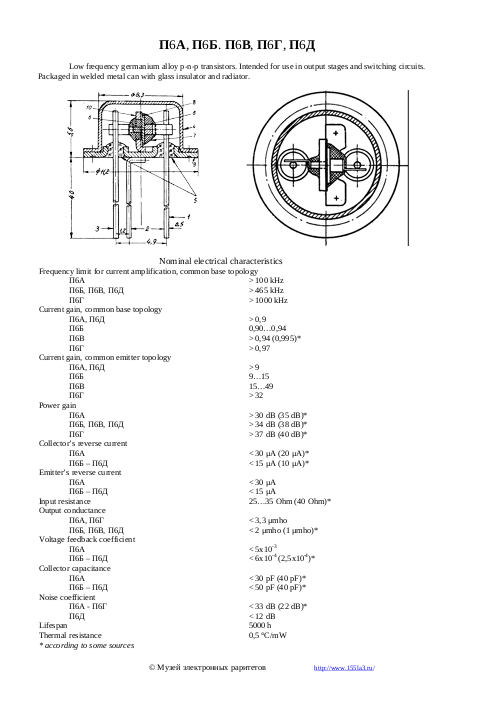 П6А, П6Б. П6В, П6Г, П6Д
Low frequency germanium alloy p-n-p transistors. Intended for use in output stages and switching circuits.
Packaged in welded metal can with glass insulator and radiator.
Nominal electrical characteristics
Frequency limit for current amplification, common base topology
П6А >100 kHz
П6Б, П6В, П6Д >465 kHz
П6Г >1000 kHz
Current gain, common base topology
П6А, П6Д >0,9
П6Б 0,90…0,94
П6В >0,94 (0,995)*
П6Г >0,97
Current gain, common emitter topology
П6А, П6Д >9
П6Б 9…15
П6В 15…49
П6Г >32
Power gain
П6А >30 dB (35 dB)*
П6Б, П6В, П6Д >34 dB (38 dB)*
П6Г >37 dB (40 dB)*
Collector's reverse current
П6А <30 µA (20 µA)*
П6Б – П6Д <15 µA (10 µA)*
Emitter's reverse current
П6А <30 µA
П6Б – П6Д <15 µA
Input resistance 25…35 Ohm (40 Ohm)*
Output conductance
П6А, П6Г <3,3 µmho
П6Б, П6В, П6Д <2 µmho (1 µmho)*
Voltage feedback coefficient
П6А <5x10⁻³
П6Б – П6Д <6x10⁻⁴ (2,5x10⁻⁴)*
Collector capacitance
П6А <30 pF (40 pF)*
П6Б – П6Д <50 pF (40 pF)*
Noise coefficient
П6А - П6Г <33 dB (22 dB)*
П6Д <12 dB
Lifespan 5000 h
Thermal resistance 0,5 °C/mW
* according to some sources
© Музей электронных раритетов http://www.155la3.ru/